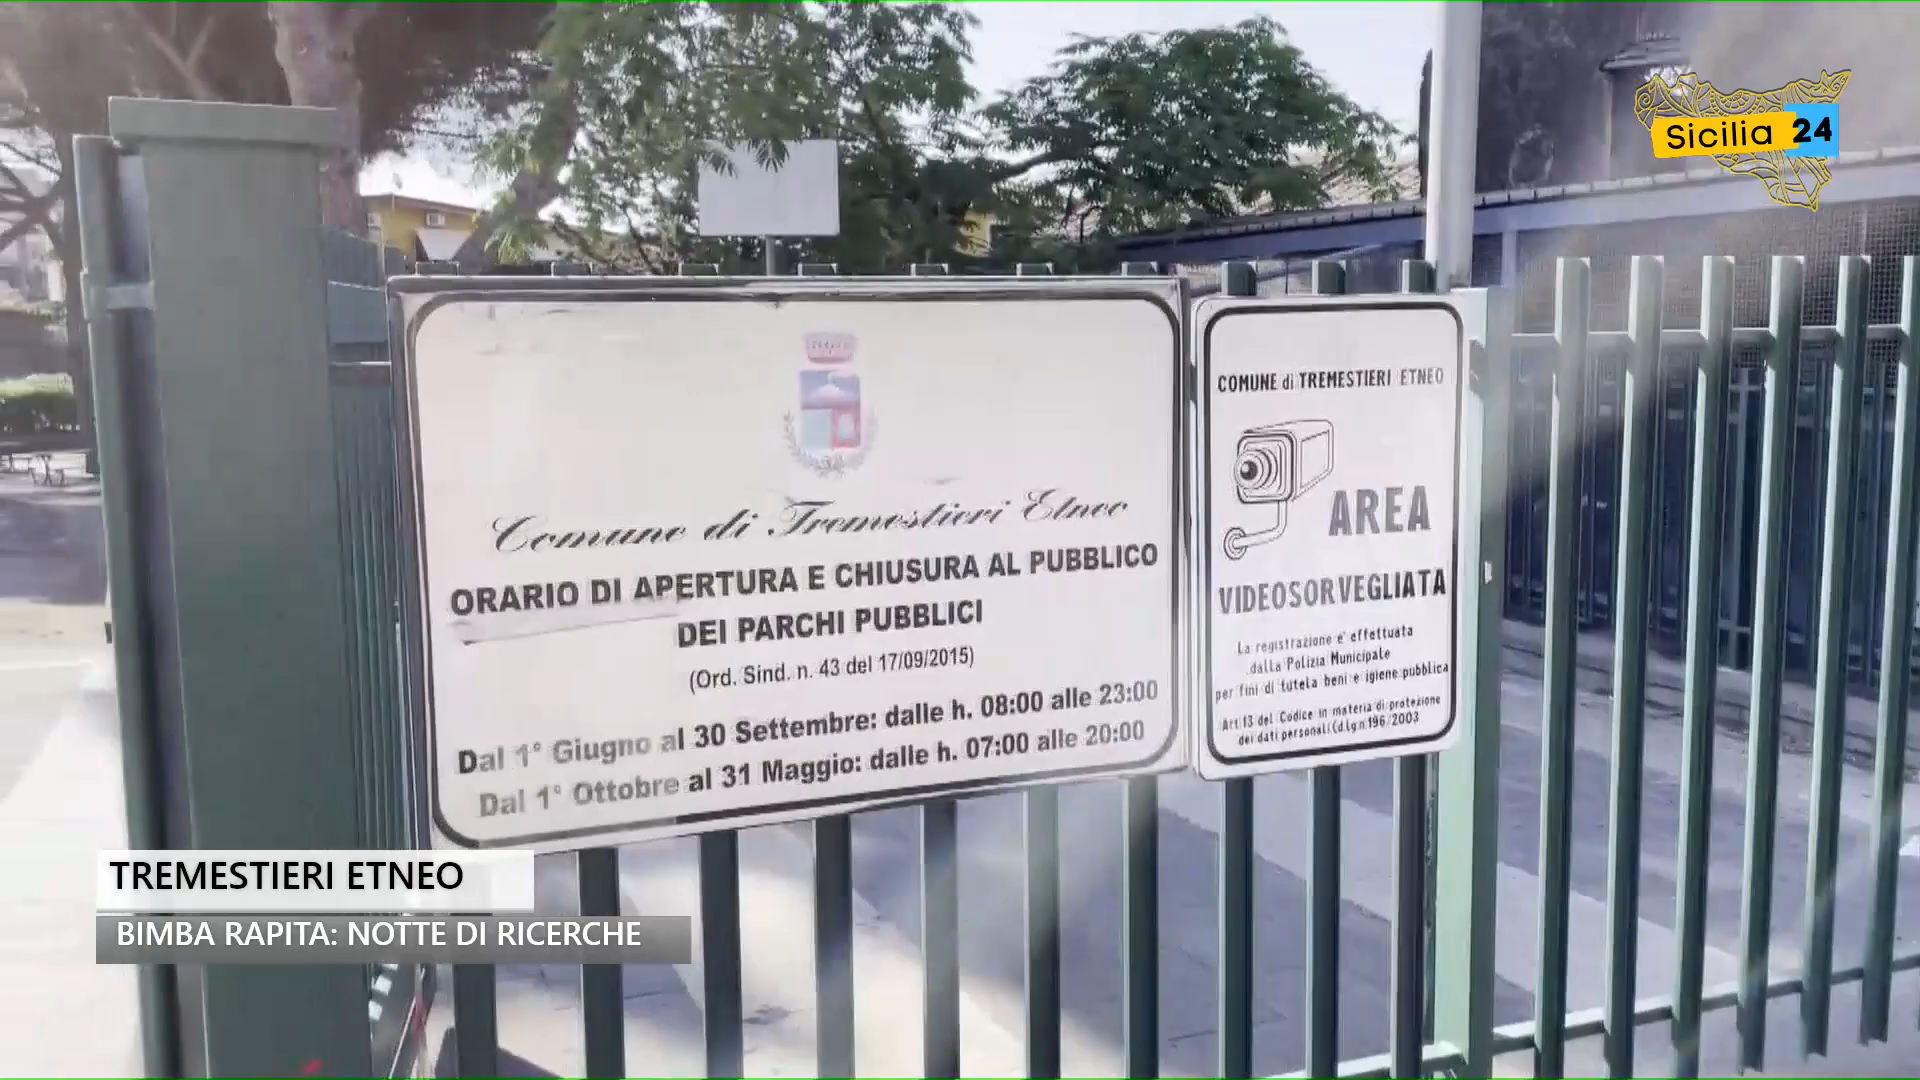 Sicilia 24
Comune di Tremestieri Etneo
ORARIO DI APERTURA E CHIUSURA AL PUBBLICO
DEI PARCHI PUBBLICI
(Ord. Sind. n. 43 del 17/09/2015)
Dal 1° Giugno al 30 Settembre: dalle h. 08:00 alle 23:00
Dal 1° Ottobre al 31 Maggio: dalle h. 07:00 alle 20:00
COMUNE di TREMESTIERI ETNEO
AREA
VIDEOSORVEGLIATA
La registrazione e' effettuata
dalla Polizia Municipale
per fini di tutela beni e igiene pubblica
Art.13 del Codice in materia di protezione
dei dati personali (d.lg.n.196/2003
TREMESTIERI ETNEO
BIMBA RAPITA: NOTTE DI RICERCHE